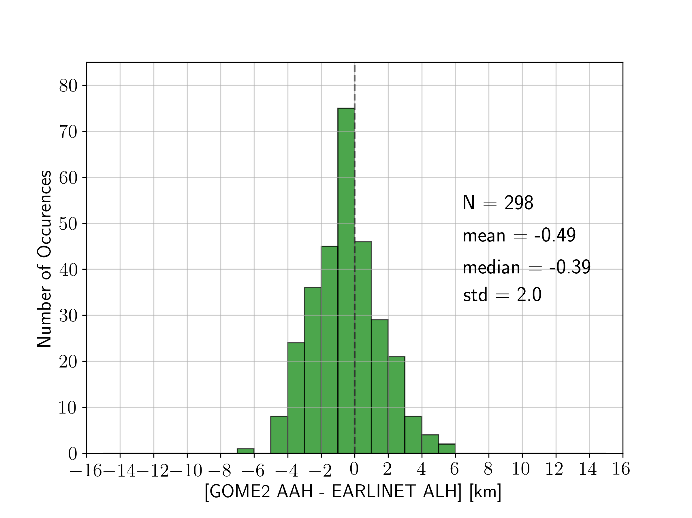 80
70
60
50
40
30
20
10
0
Number of Occurences
N = 298
mean = -0.49
median = -0.39
std = 2.0
−16 −14 −12 −10 −8 −6 −4 −2 0 2 4 6 8 10 12 14 16
[GOME2 AAH - EARLINET ALH] [km]